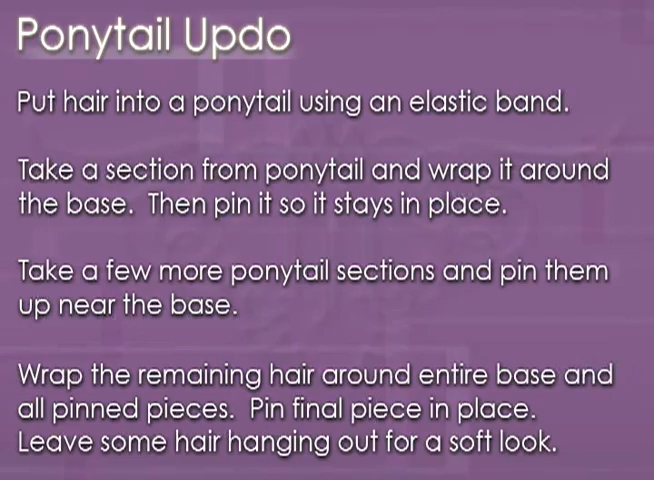 Ponytail Updo
Put hair into a ponytail using an elastic band.
Take a section from ponytail and wrap it around
the base.  Then pin it so it stays in place.
Take a few more ponytail sections and pin them
up near the base.
Wrap the remaining hair around entire base and
all pinned pieces.  Pin final piece in place.
Leave some hair hanging out for a soft look.